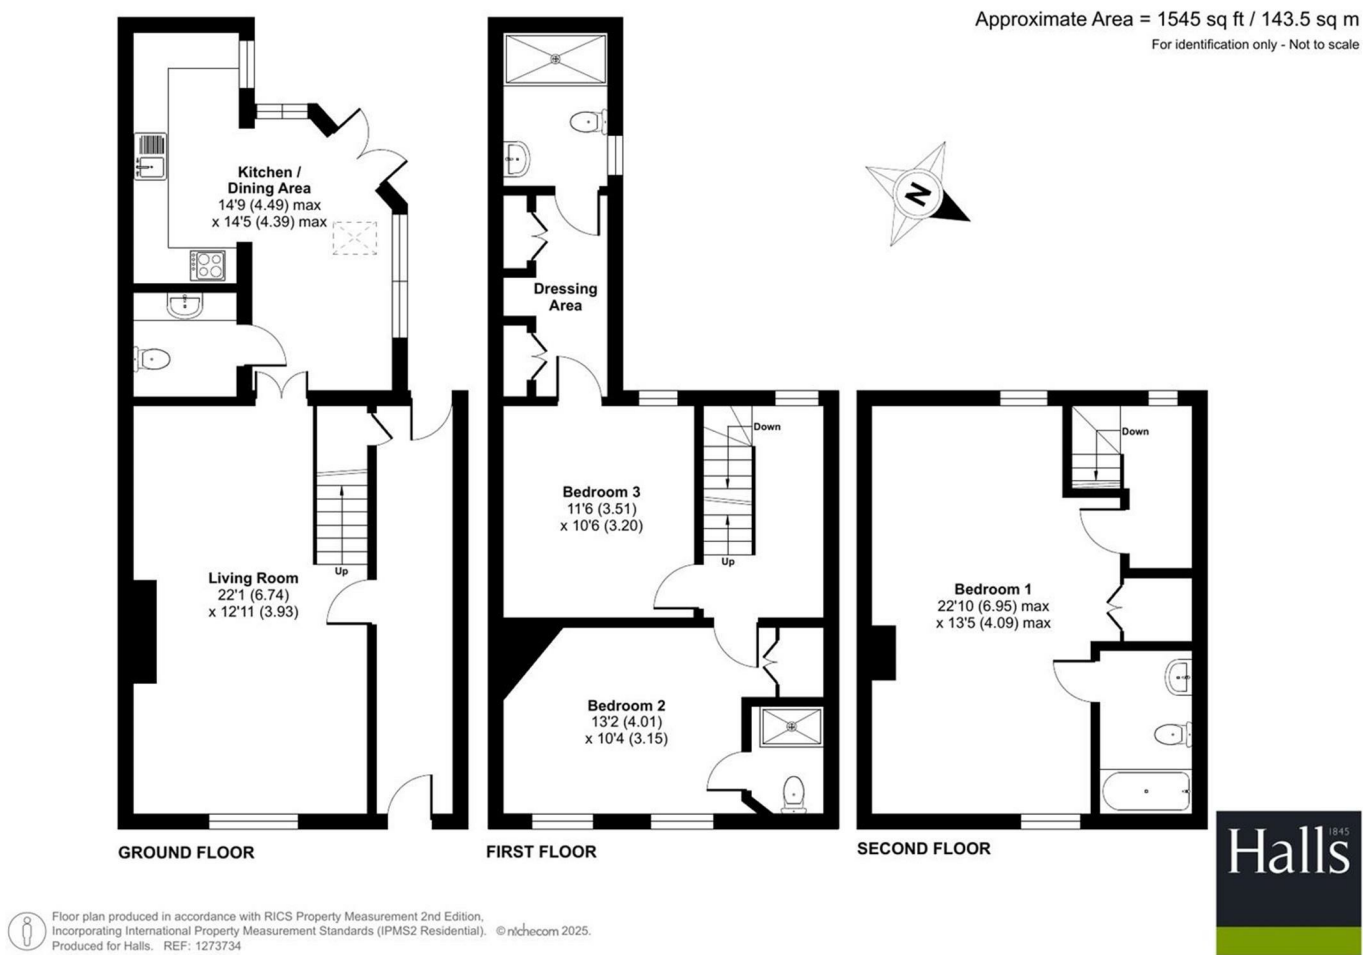 Approximate Area = 1545 sq ft / 143.5 sq m
For identification only - Not to scale
N
Kitchen /
Dining Area
14'9 (4.49) max
x 14'5 (4.39) max
Living Room
22'1 (6.74)
x 12'11 (3.93)
Up
GROUND FLOOR
Dressing
Area
Bedroom 3
11'6 (3.51)
x 10'6 (3.20)
Down
Up
Bedroom 2
13'2 (4.01)
x 10'4 (3.15)
FIRST FLOOR
Down
Bedroom 1
22'10 (6.95) max
x 13'5 (4.09) max
SECOND FLOOR
1845
Halls
Floor plan produced in accordance with RICS Property Measurement 2nd Edition,
Incorporating International Property Measurement Standards (IPMS2 Residential). © nichecom 2025.
Produced for Halls. REF: 1273734